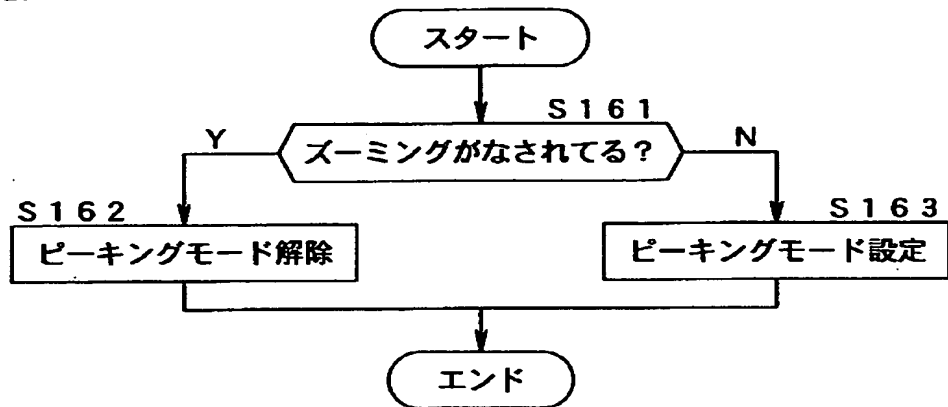 スタート
S161
Y
ズーミングがなされてる?
N
S162
S163
ピーキングモード解除
ピーキングモード設定
エンド